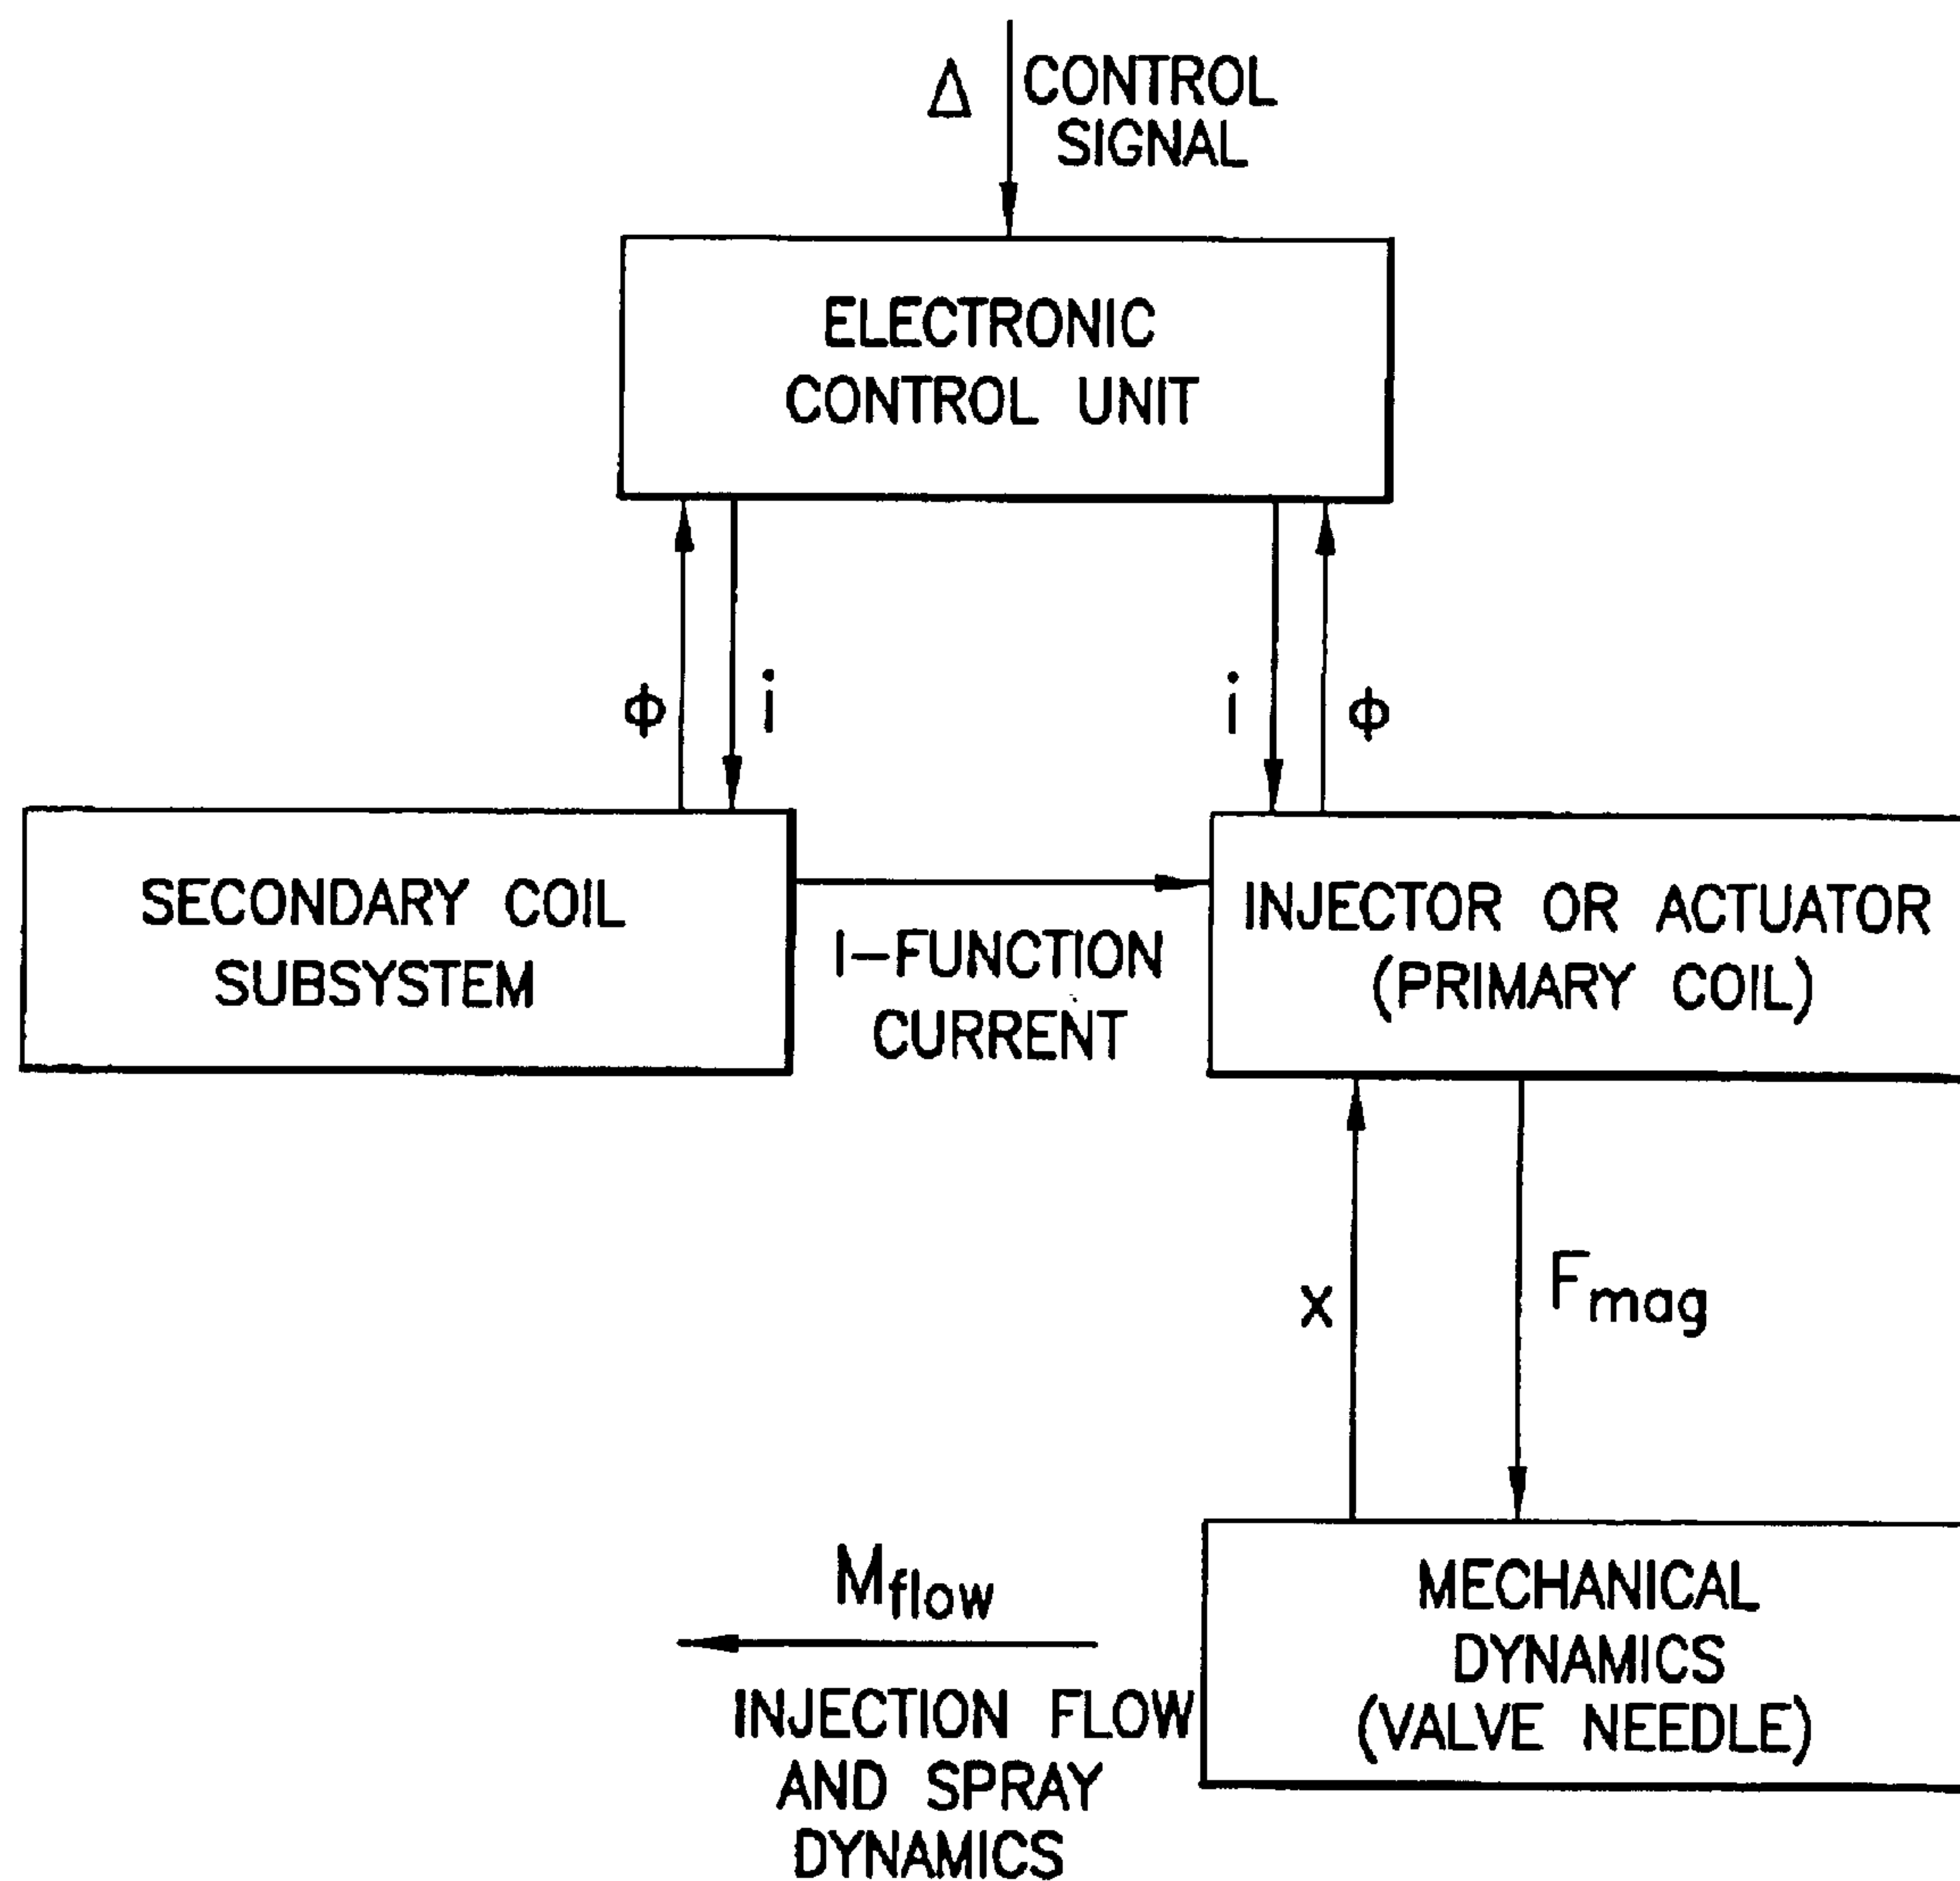 Δ
CONTROL
SIGNAL
ELECTRONIC
CONTROL UNIT
ϕ
i
i
ϕ
SECONDARY COIL
SUBSYSTEM
I-FUNCTION
CURRENT
INJECTOR OR ACTUATOR
(PRIMARY COIL)
x
Fmag
Mflow
INJECTION FLOW
AND SPRAY
DYNAMICS
MECHANICAL
DYNAMICS
(VALVE NEEDLE)